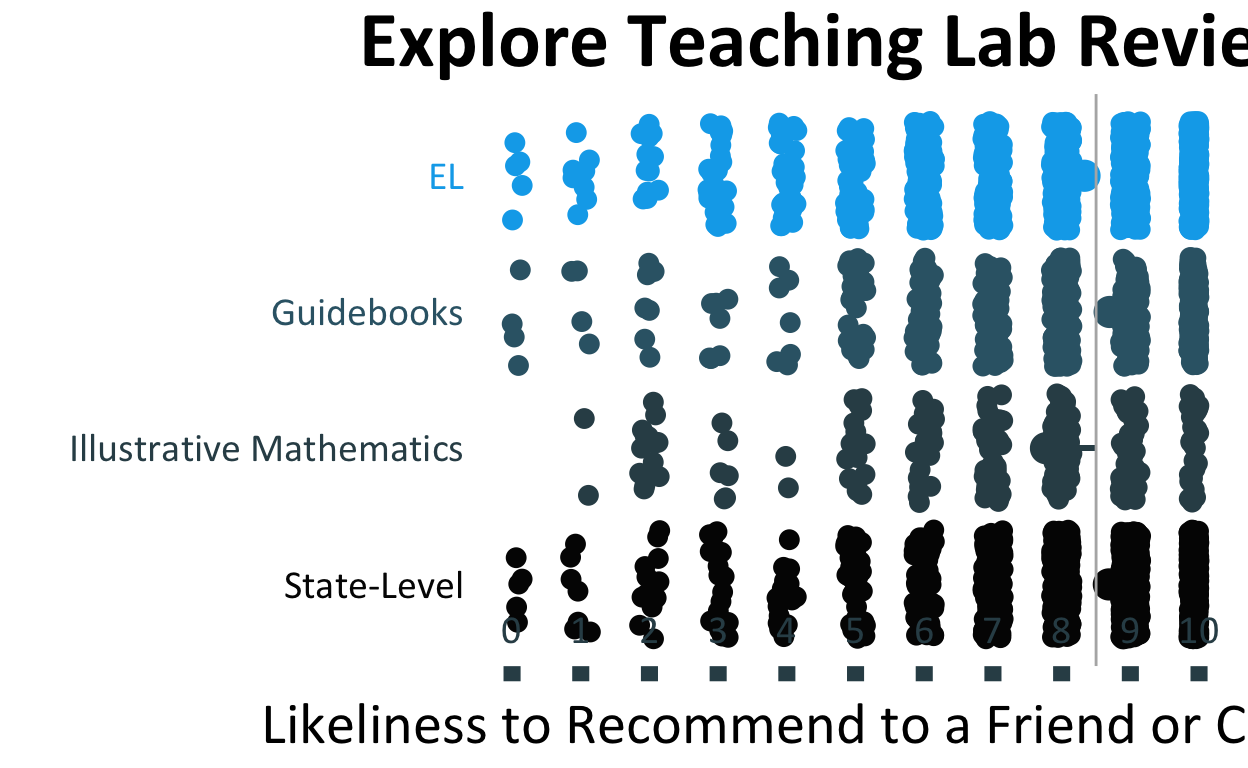 Explore Teaching Lab Revie
EL
Guidebooks
Illustrative Mathematics
State-Level
0 1 2 3 4 5 6 7 8 9 10
Likeliness to Recommend to a Friend or C